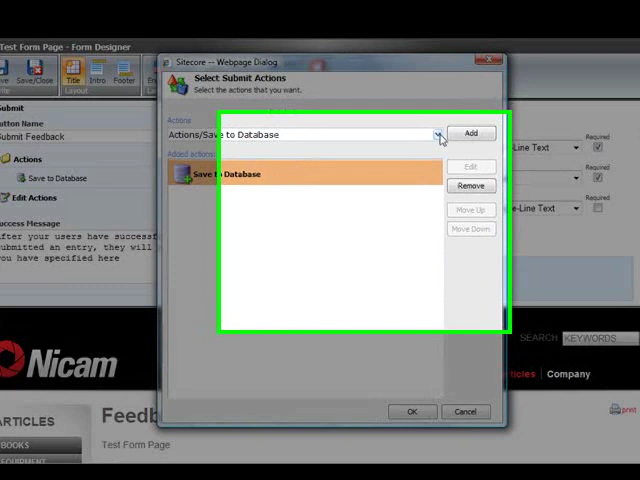 Test Form Page - Form Designer
Sitecore -- Webpage Dialog
Select Submit Actions
Select the actions that you want.
Save/Close
Title
Intro
Footer
Layout
Submit
Button Name
Submit Feedback
Actions
Save to Database
Edit Actions
Success Message
After your users have success
submitted an entry, they will
you have specified here
Actions
Actions/Save to Database
Add
Added actions:
Save to Database
Edit
Remove
Move Up
Move Down
OK
Cancel
Required
-Line Text
Required
Required
e-Line Text
SEARCH
KEYWORDS
Nicam
Company
ARTICLES
BOOKS
EQUIPMENT
Feedb
Test Form Page
print